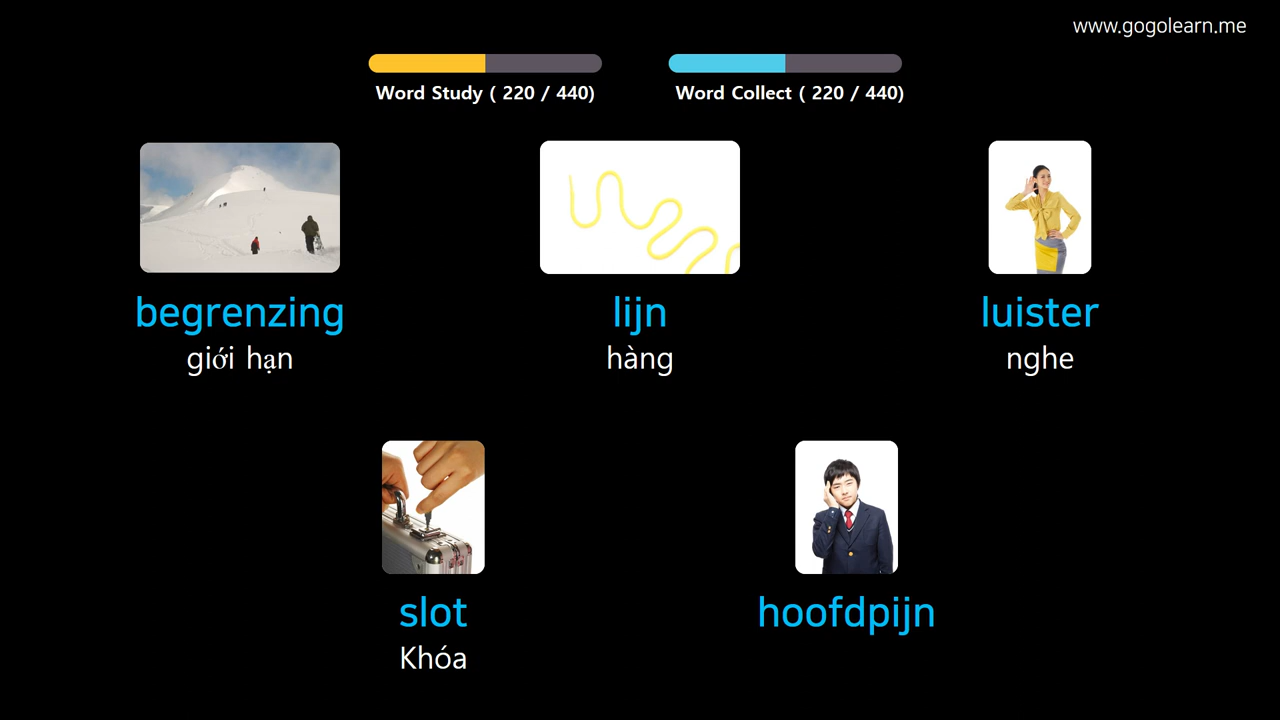 www.gogolearn.me
Word Study ( 220 / 440)
Word Collect ( 220 / 440)
begrenzing
giới hạn
lijn
hàng
luister
nghe
slot
Khóa
hoofdpijn